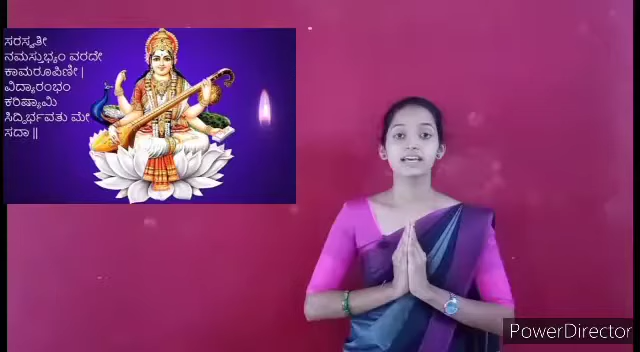 ಸರಸ್ವತೀ
ನಮಸ್ತುಭ್ಯಂ ವರದೇ
ಕಾಮರೂಪಿಣೀ |
ವಿದ್ಯಾರಂಭಂ
ಕರಿಷ್ಯಾಮಿ
ಸಿದ್ಧಿರ್ಭವತು ಮೇ
ಸದಾ ||
PowerDirector